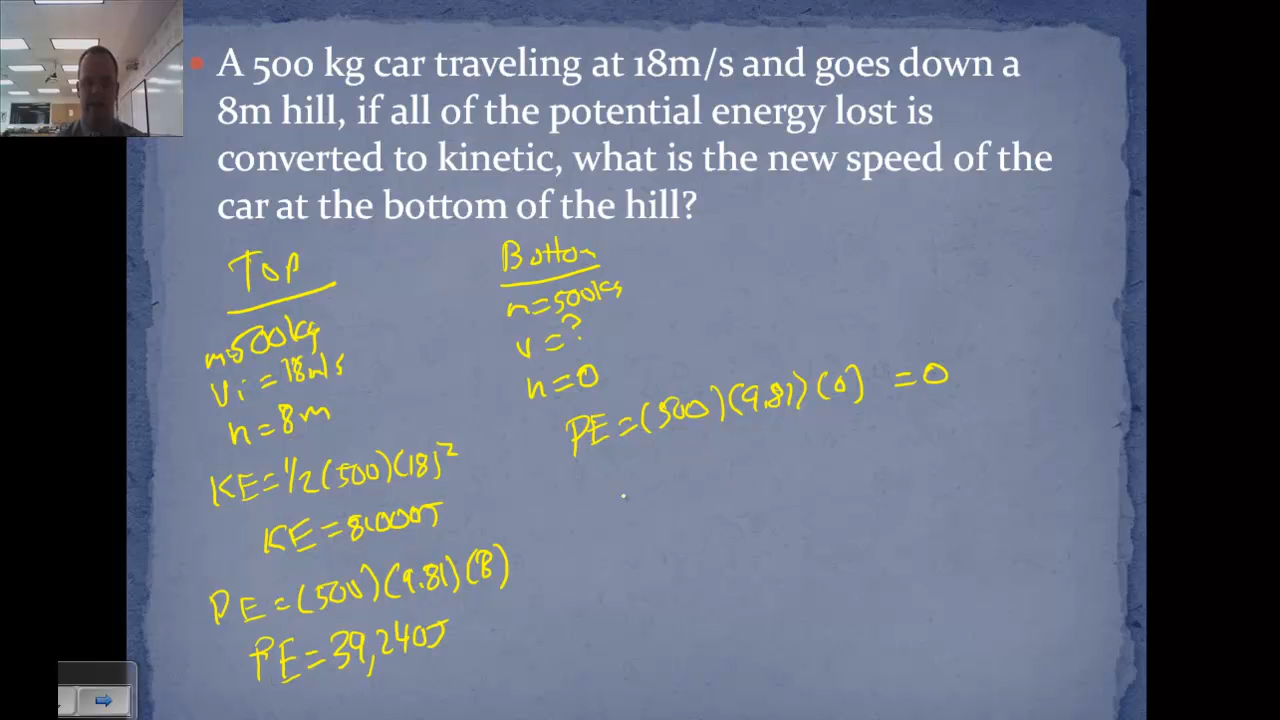 A 500 kg car traveling at 18m/s and goes down a
8m hill, if all of the potential energy lost is
converted to kinetic, what is the new speed of the
car at the bottom of the hill?
Top
m=500kg
Vi = 18m/s
h = 8m
KE = 1/2 (500)(18)²
KE = 81000J
PE = (500)(9.81)(8)
PE = 39,240J
Bottom
m = 500kg
v = ?
h = 0
PE = (500)(9.81)(0) = 0